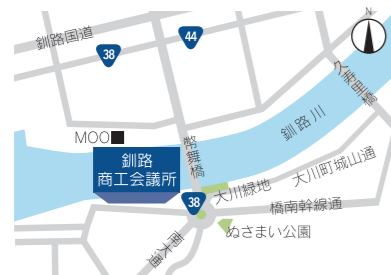 N
釧路国道
44
38
久寿里橋
釧路川
MOO
幣舞橋
釧路
商工会議所
大川町城山通
大川緑地
38
橋南幹線通
ぬさまい公園
南大通